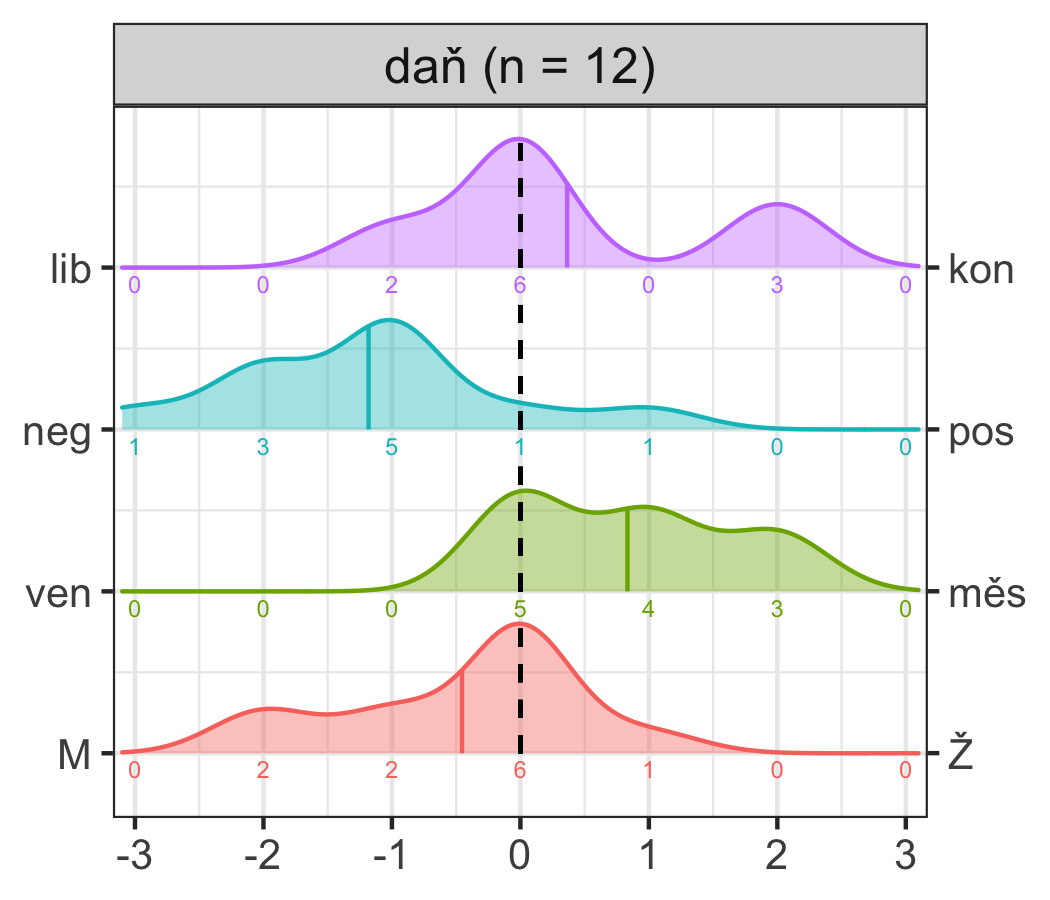 daň (n = 12)
lib kon
0 0 2 6 0 3 0
neg pos
1 3 5 1 1 0 0
ven měs
0 0 0 5 4 3 0
M Ž
0 2 2 6 1 0 0
-3 -2 -1 0 1 2 3